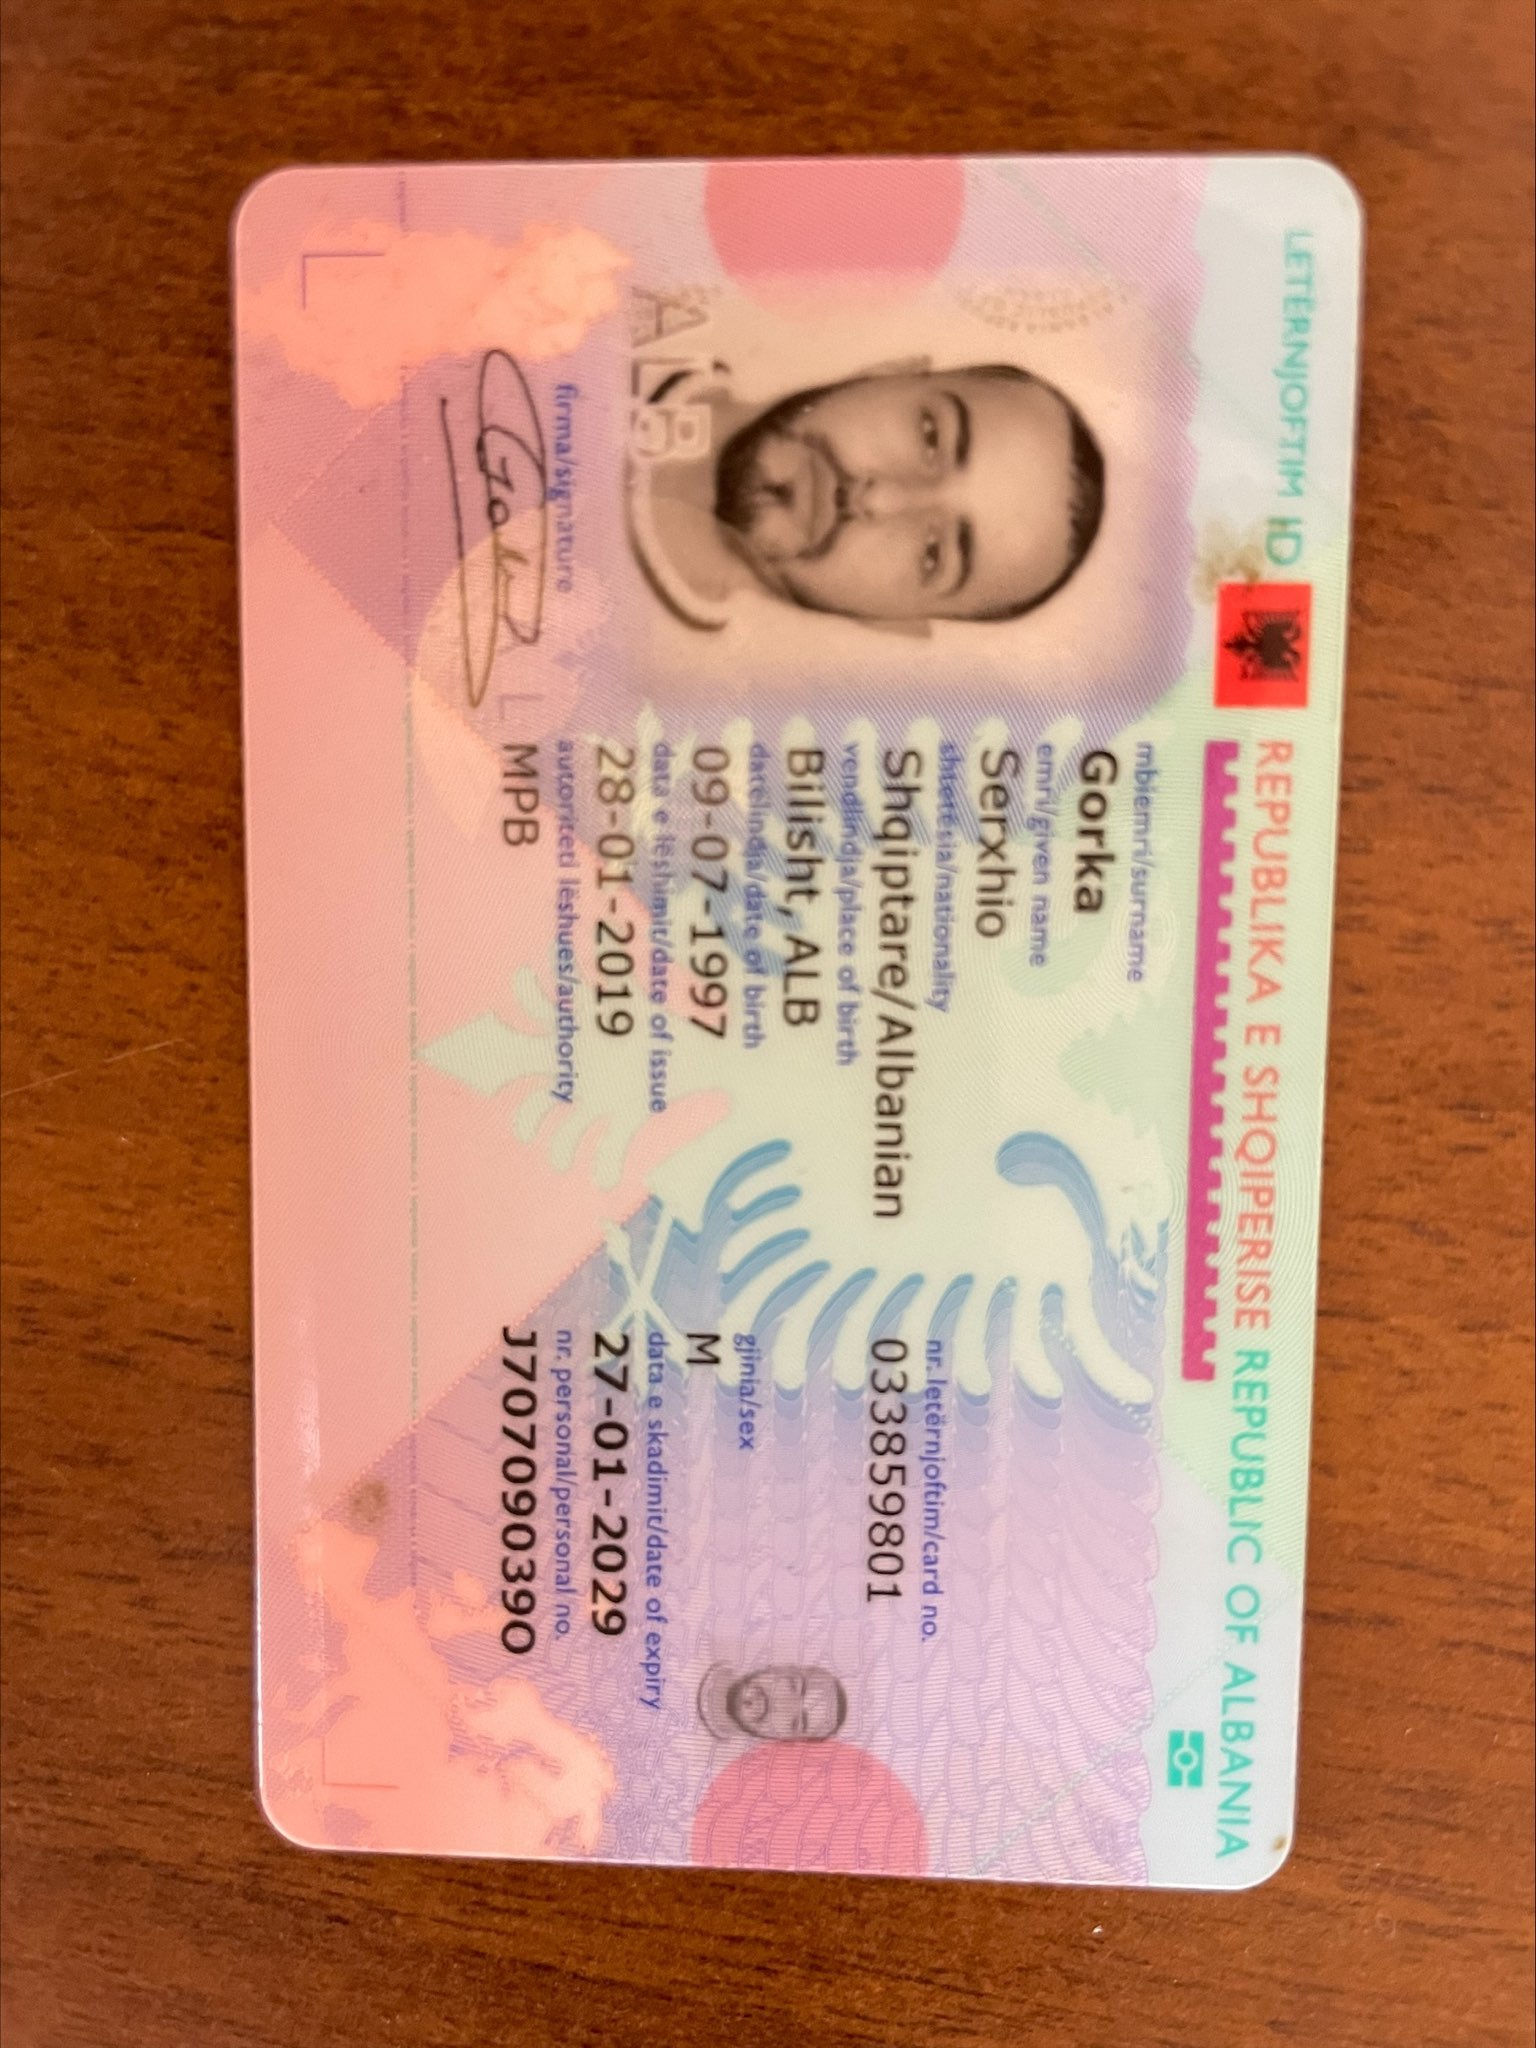 LETËRNJOFTIM ID REPUBLIKA E SHQIPERISE REPUBLIC OF ALBANIA
mbiemri/surname
Gorka
emri/given name
Serxhio
shtetësia/nationality
Shqiptare/Albanian
nr. letërnjoftim/card no.
033859801
vendlindja/place of birth
Bilisht, ALB
datelindja/date of birth
09-07-1997
gjinia/sex
M
data e lëshimit/date of issue
28-01-2019
data e skadimit/date of expiry
27-01-2029
autoriteti lëshues/authority
MPB
nr. personal/personal no.
J70709039O
firma/signature
ALB